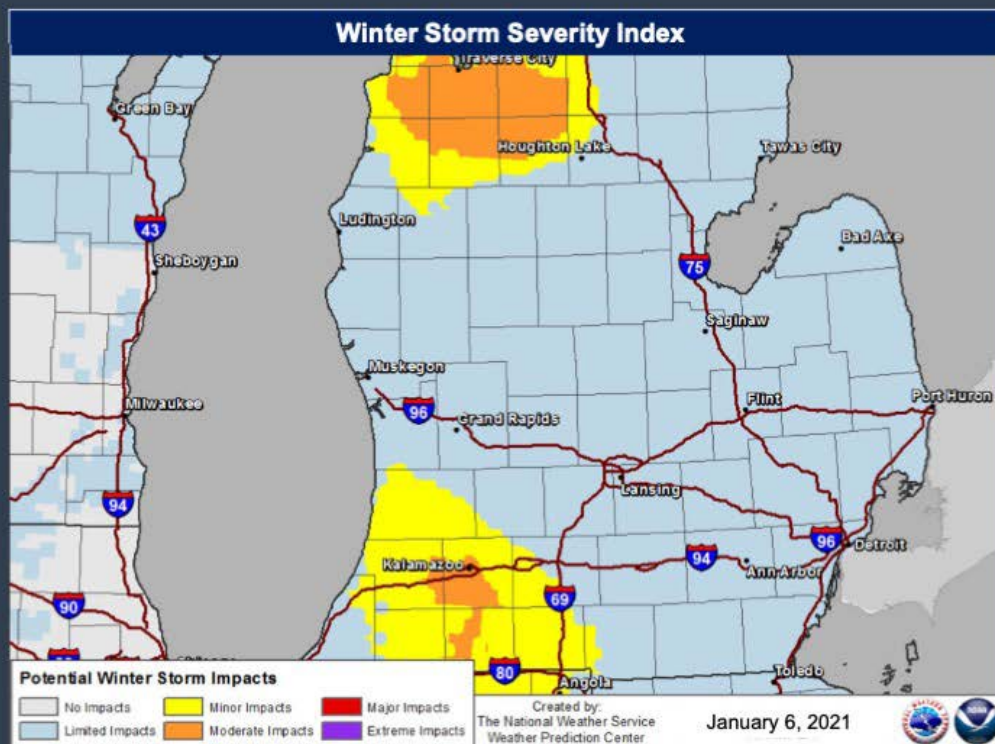 Winter Storm Severity Index
Traverse City
Green Bay
Houghton Lake
Tawas City
Ludington
43
Bad Axe
Sheboygan
75
Saginaw
Muskegon
Milwaukee
96
Grand Rapids
Flint
Port Huron
Lansing
94
96
Detroit
Kalamazoo
94
Ann Arbor
69
90
80
Toledo
Angola
Potential Winter Storm Impacts
No Impacts
Minor Impacts
Major Impacts
Limited Impacts
Moderate Impacts
Extreme Impacts
Created by:
The National Weather Service
Weather Prediction Center
January 6, 2021
NOAA